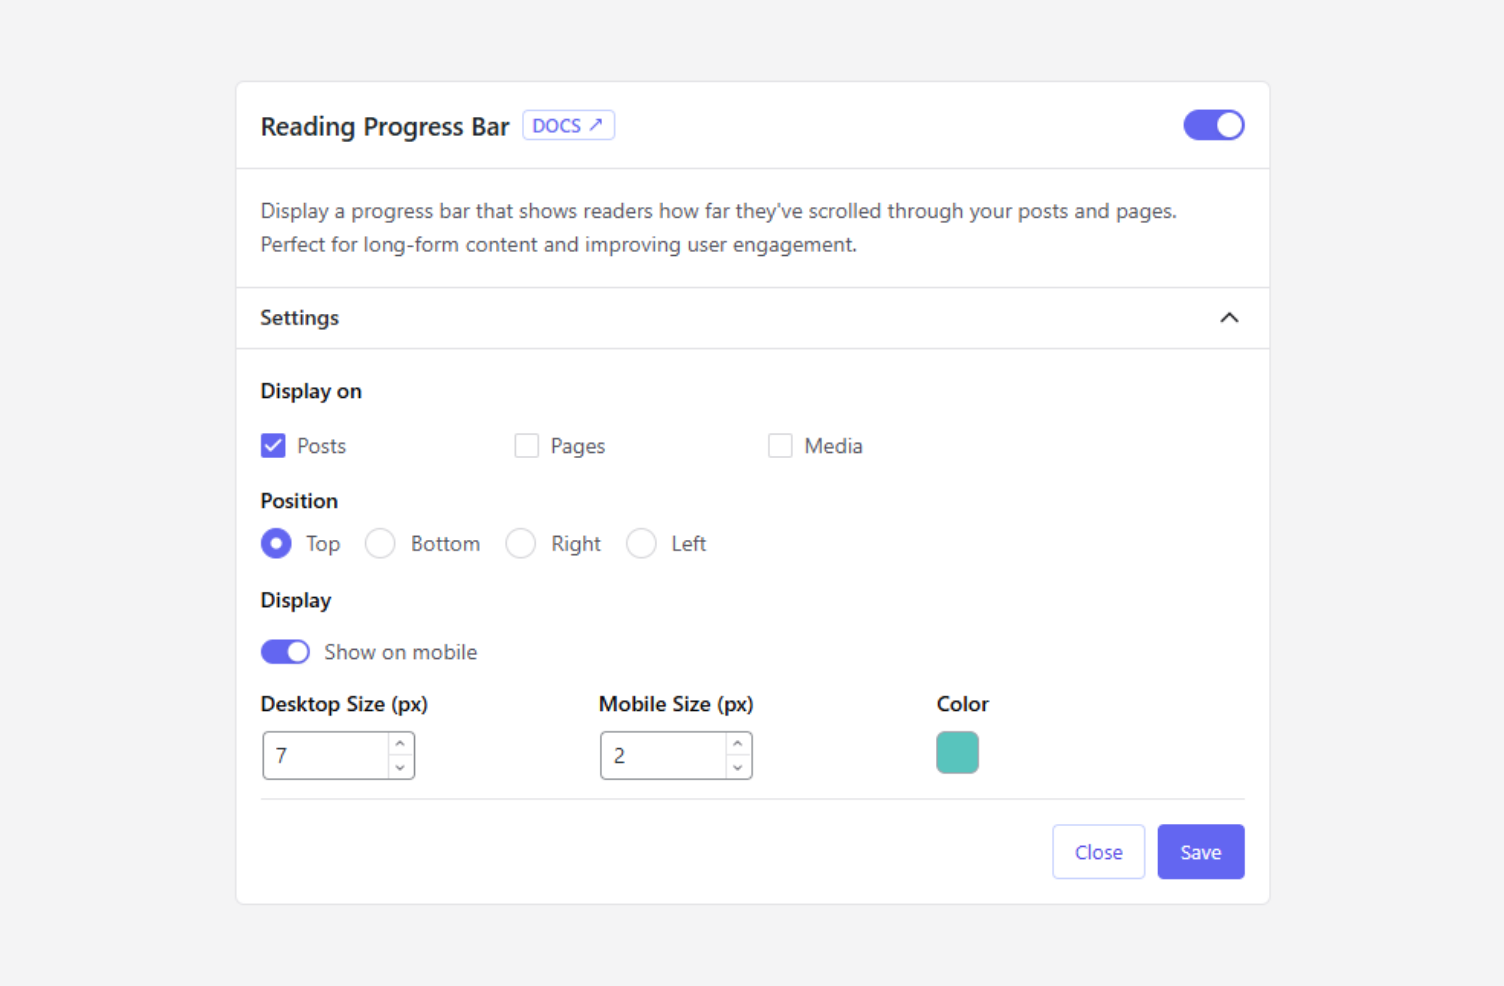 Reading Progress Bar DOCS ↗
Display a progress bar that shows readers how far they've scrolled through your posts and pages.
Perfect for long-form content and improving user engagement.
Settings
Display on
Posts Pages Media
Position
Top Bottom Right Left
Display
Show on mobile
Desktop Size (px) Mobile Size (px) Color
7 2
Close Save